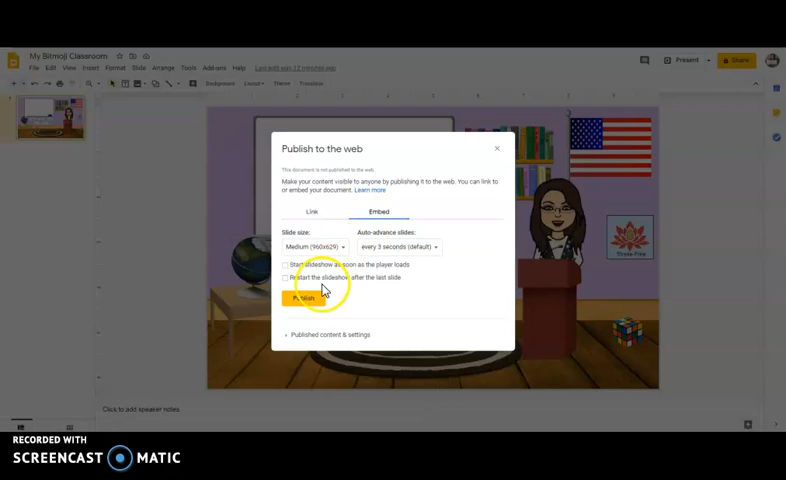 My Bitmoji Classroom
File Edit View Insert Format Slide Arrange Tools Add-ons Help
Present
Share
Background Layout Theme Transition
Publish to the web
This document is not published to the web.
Make your content visible to anyone by publishing it to the web. You can link
or embed your document. Learn more
Link Embed
Slide size: Auto-advance slides:
Medium (960x629) every 3 seconds (default)
Start slideshow as soon as the player loads
Restart the slideshow after the last slide
Publish
Published content & settings
Stress-Free
Click to add speaker notes
RECORDED WITH
SCREENCAST MATIC